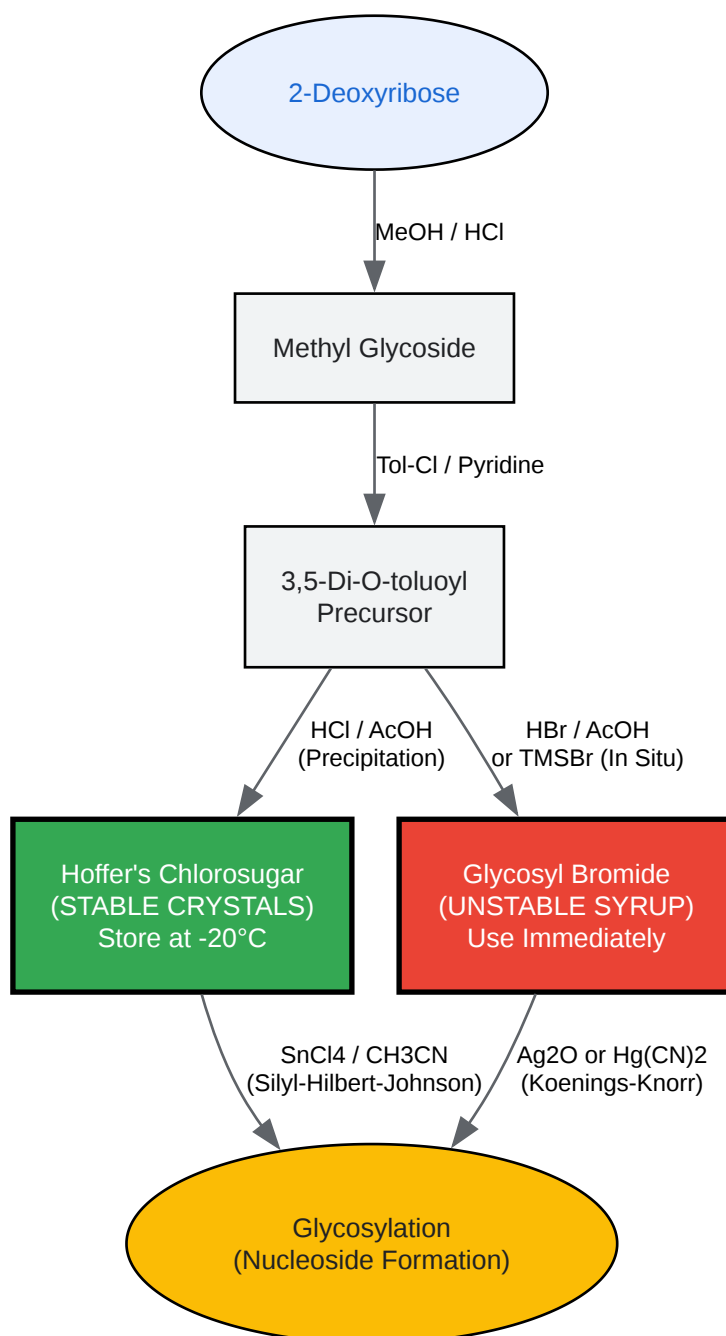 2-Deoxyribose
MeOH / HCl
Methyl Glycoside
Tol-Cl / Pyridine
3,5-Di-O-toluoyl
Precursor
HCl / AcOH
(Precipitation)
HBr / AcOH
or TMSBr (In Situ)
Hoffer's Chlorosugar
(STABLE CRYSTALS)
Store at -20°C
Glycosyl Bromide
(UNSTABLE SYRUP)
Use Immediately
SnCl4 / CH3CN
(Silyl-Hilbert-Johnson)
Ag2O or Hg(CN)2
(Koenings-Knorr)
Glycosylation
(Nucleoside Formation)